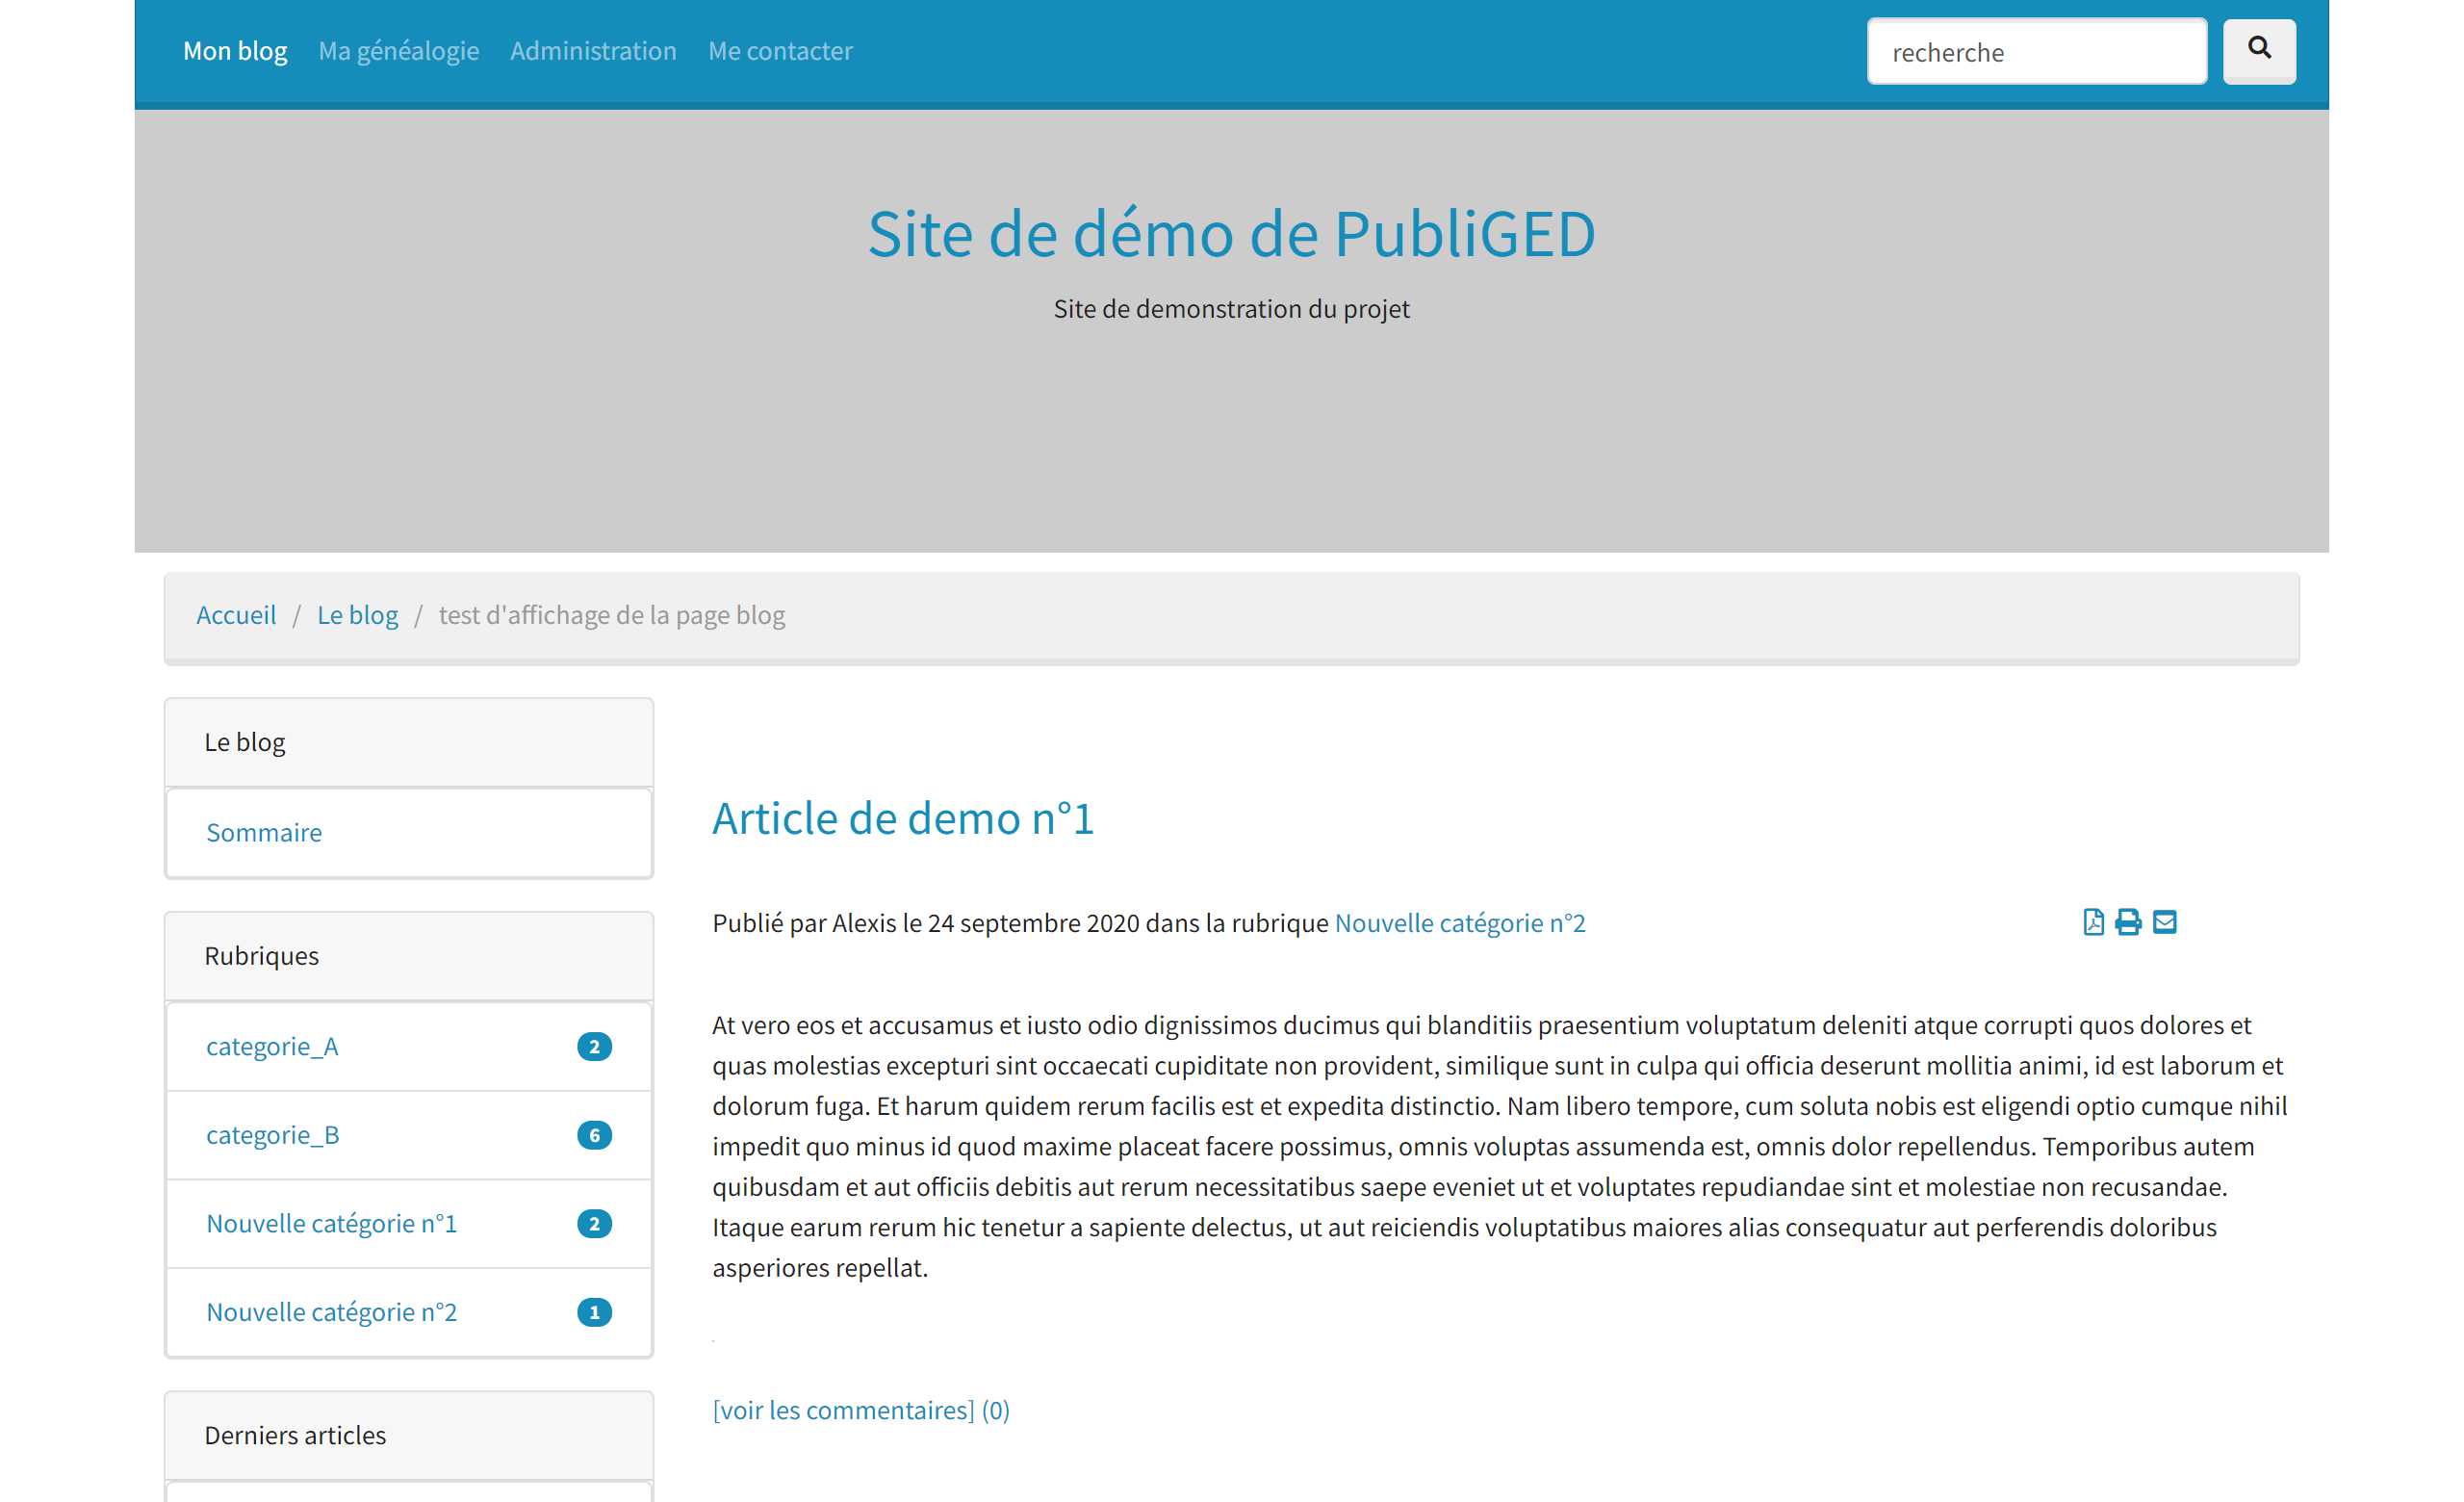 Mon blog Ma généalogie Administration Me contacter recherche
Site de démo de PubliGED
Site de demonstration du projet
Accueil / Le blog / test d'affichage de la page blog
Le blog
Sommaire
Rubriques
categorie_A 2
categorie_B 6
Nouvelle catégorie n°1 2
Nouvelle catégorie n°2 1
Derniers articles
Article de demo n°1
Publié par Alexis le 24 septembre 2020 dans la rubrique Nouvelle catégorie n°2
At vero eos et accusamus et iusto odio dignissimos ducimus qui blanditiis praesentium voluptatum deleniti atque corrupti quos dolores et
quas molestias excepturi sint occaecati cupiditate non provident, similique sunt in culpa qui officia deserunt mollitia animi, id est laborum et
dolorum fuga. Et harum quidem rerum facilis est et expedita distinctio. Nam libero tempore, cum soluta nobis est eligendi optio cumque nihil
impedit quo minus id quod maxime placeat facere possimus, omnis voluptas assumenda est, omnis dolor repellendus. Temporibus autem
quibusdam et aut officiis debitis aut rerum necessitatibus saepe eveniet ut et voluptates repudiandae sint et molestiae non recusandae.
Itaque earum rerum hic tenetur a sapiente delectus, ut aut reiciendis voluptatibus maiores alias consequatur aut perferendis doloribus
asperiores repellat.
[voir les commentaires] (0)